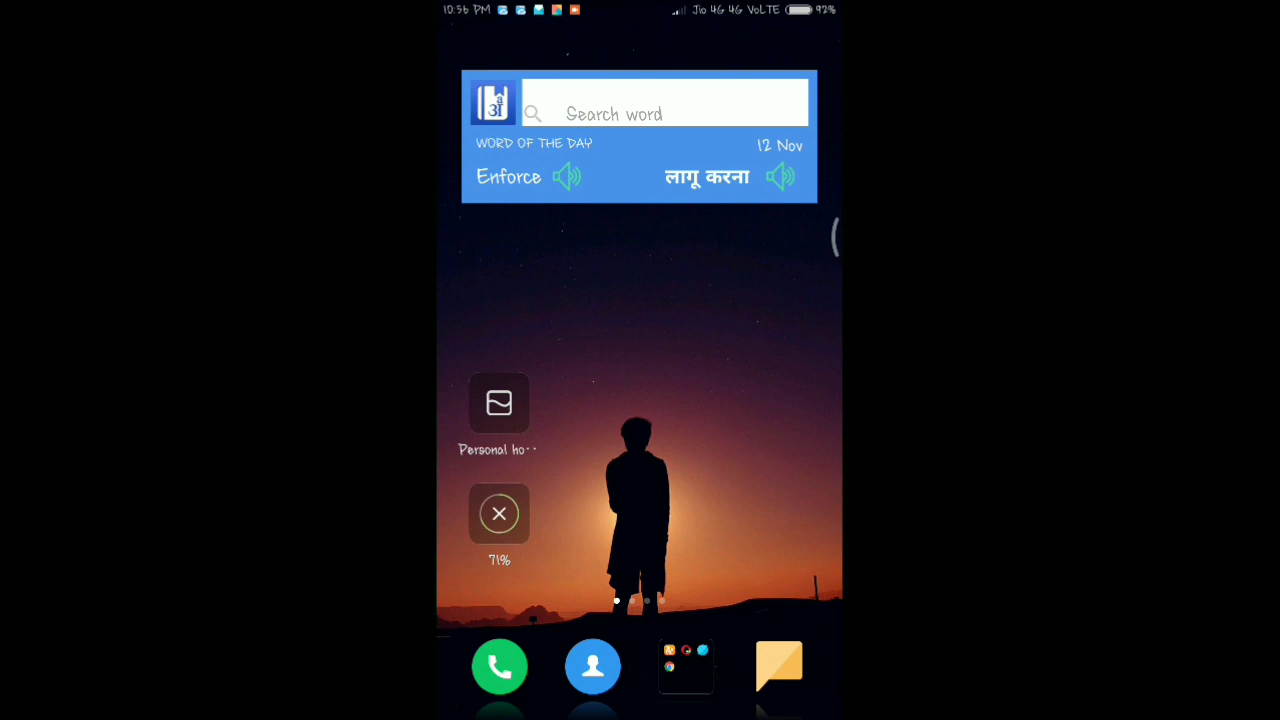 10:56 PM Jio 4G 4G VoLTE 92%
Search word
WORD OF THE DAY 12 Nov
Enforce लागू करना
Personal ho··
71%